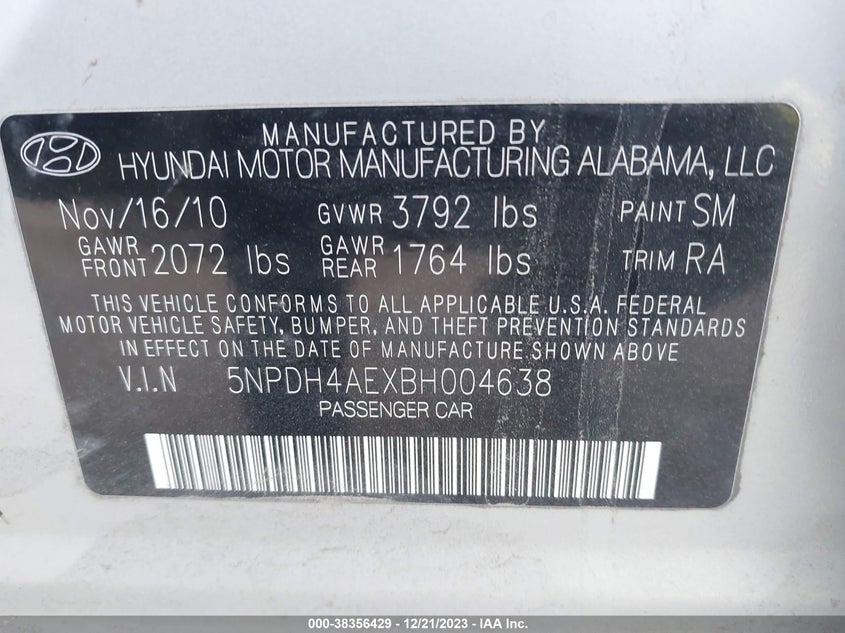 MANUFACTURED BY
HYUNDAI MOTOR MANUFACTURING ALABAMA, LLC
Nov/16/10 GVWR 3792 lbs PAINT SM
GAWR FRONT 2072 lbs GAWR REAR 1764 lbs TRIM RA
THIS VEHICLE CONFORMS TO ALL APPLICABLE U.S.A. FEDERAL
MOTOR VEHICLE SAFETY, BUMPER, AND THEFT PREVENTION STANDARDS
IN EFFECT ON THE DATE OF MANUFACTURE SHOWN ABOVE
V.I.N 5NPDH4AEXBH004638
PASSENGER CAR
000-38356429 - 12/21/2023 - IAA Inc.